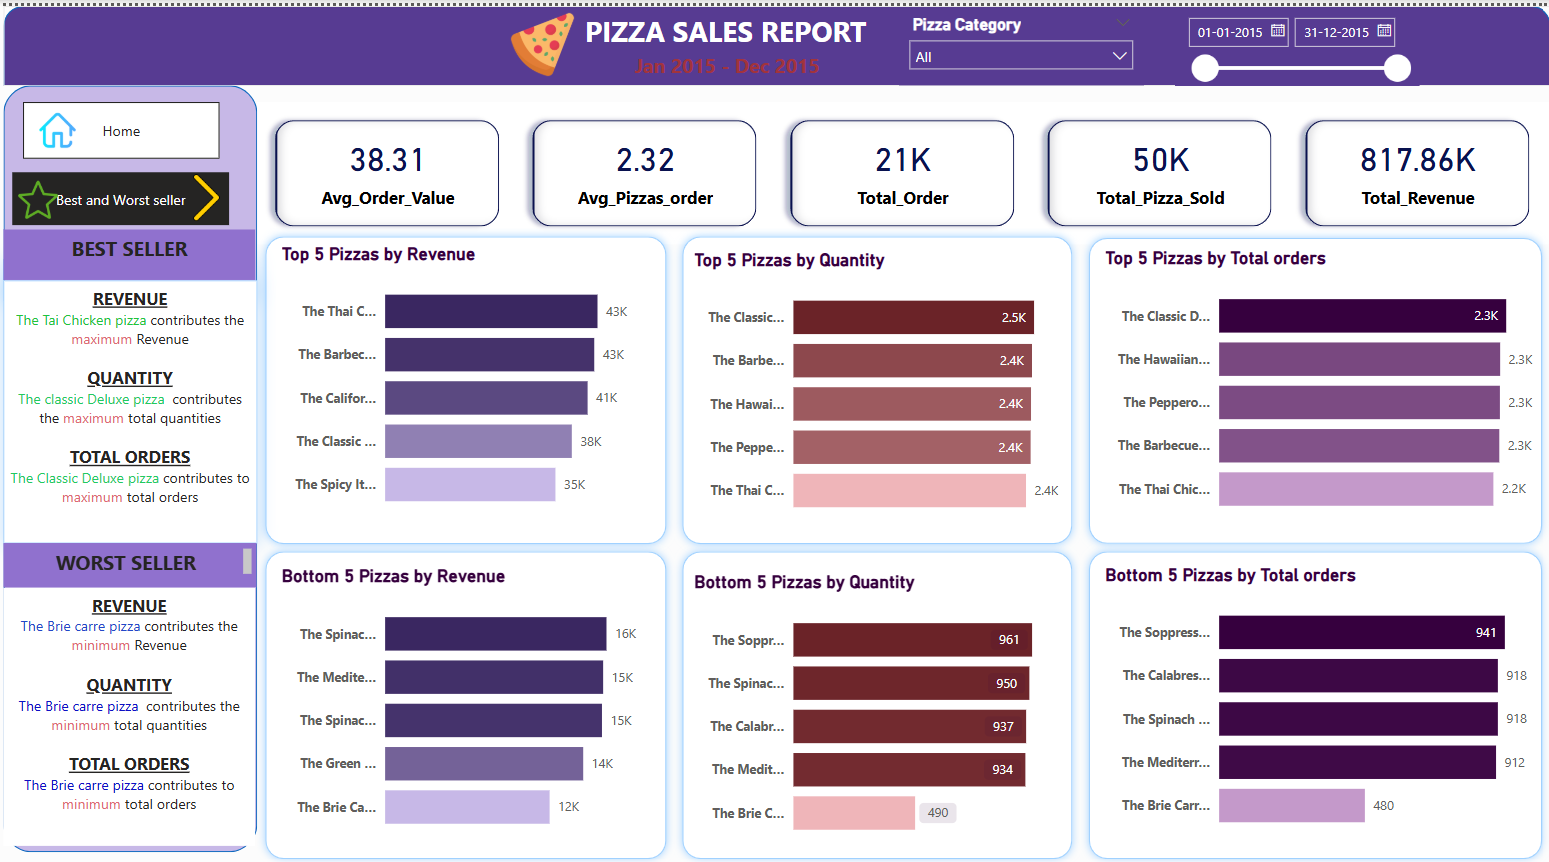 PIZZA SALES REPORT
Jan 2015 - Dec 2015
Pizza Category
All
01-01-2015
31-12-2015
Home
Best and Worst seller
38.31
Avg_Order_Value
2.32
Avg_Pizzas_order
21K
Total_Order
50K
Total_Pizza_Sold
817.86K
Total_Revenue
BEST SELLER
REVENUE
The Tai Chicken pizza contributes the
maximum Revenue
QUANTITY
The classic Deluxe pizza contributes
the maximum total quantities
TOTAL ORDERS
The Classic Deluxe pizza contributes to
maximum total orders
WORST SELLER
REVENUE
The Brie carre pizza contributes the
minimum Revenue
QUANTITY
The Brie carre pizza contributes the
minimum total quantities
TOTAL ORDERS
The Brie carre pizza contributes to
minimum total orders
Top 5 Pizzas by Revenue
The Thai C... 43K
The Barbec... 43K
The Califor... 41K
The Classic ... 38K
The Spicy It... 35K
Top 5 Pizzas by Quantity
The Classic... 2.5K
The Barbe... 2.4K
The Hawai... 2.4K
The Peppe... 2.4K
The Thai C... 2.4K
Top 5 Pizzas by Total orders
The Classic D... 2.3K
The Hawaiian... 2.3K
The Peppero... 2.3K
The Barbecue... 2.3K
The Thai Chic... 2.2K
Bottom 5 Pizzas by Revenue
The Spinac... 16K
The Medite... 15K
The Spinac... 15K
The Green ... 14K
The Brie Ca... 12K
Bottom 5 Pizzas by Quantity
The Soppr... 961
The Spinac... 950
The Calabr... 937
The Medit... 934
The Brie C... 490
Bottom 5 Pizzas by Total orders
The Soppress... 941
The Calabres... 918
The Spinach ... 918
The Mediterr... 912
The Brie Carr... 480